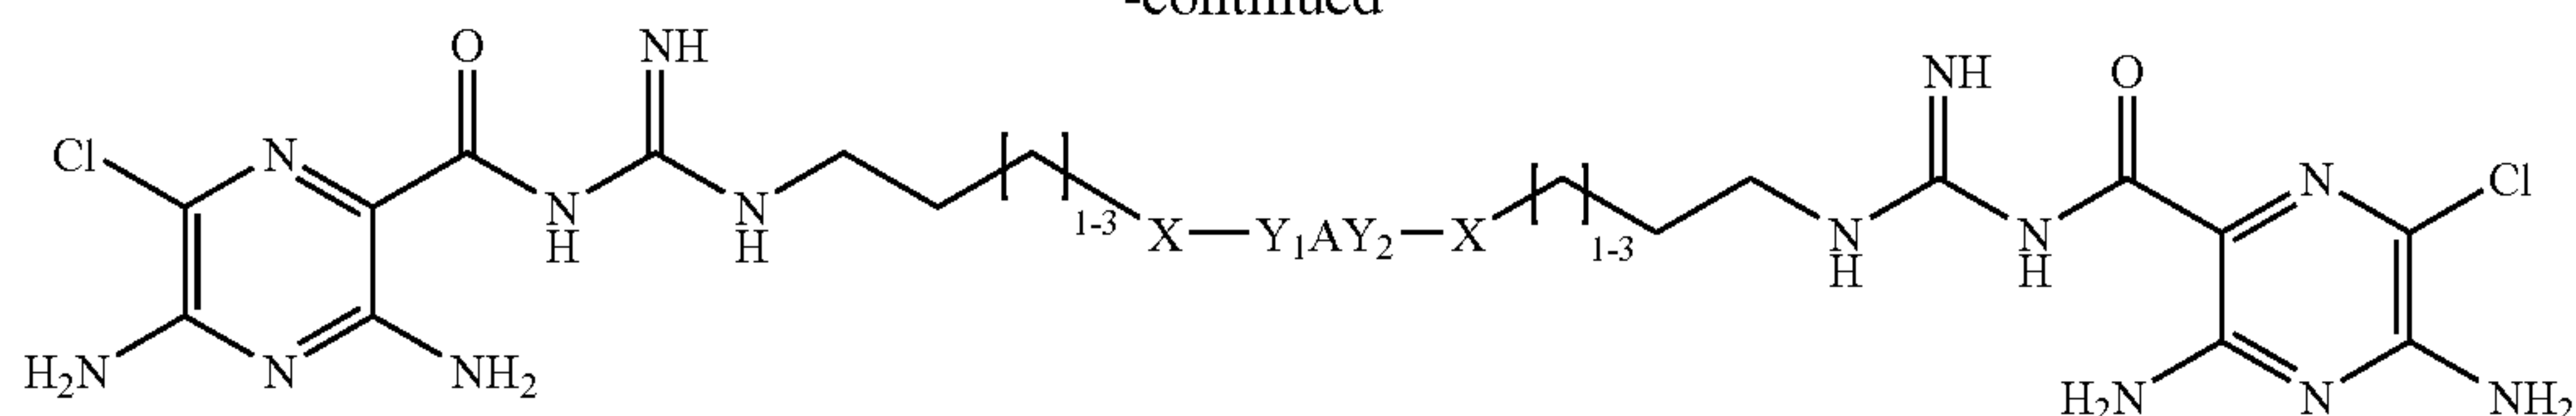 -continued
O NH NH O
Cl N N H N H [ ] 1-3 X—Y₁AY₂—X [ ] 1-3 N H N H N Cl
H₂N N NH₂ H₂N N NH₂